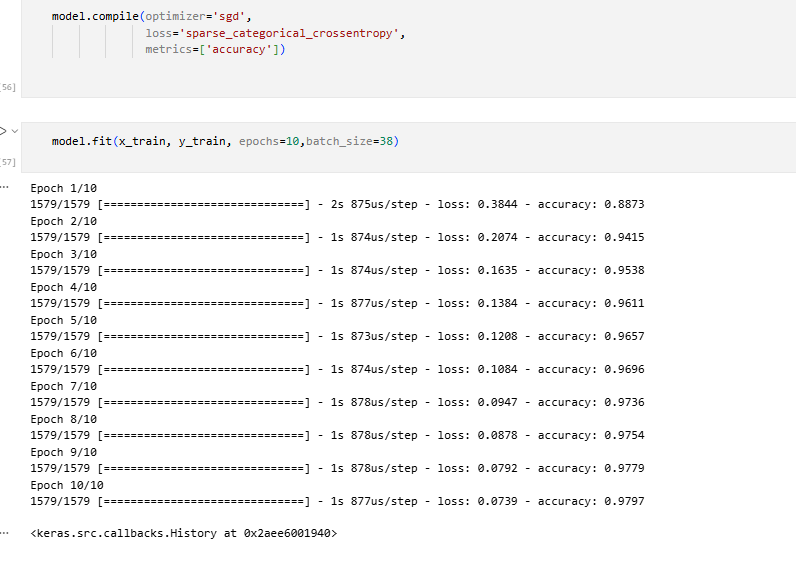 model.compile(optimizer='sgd',
loss='sparse_categorical_crossentropy',
metrics=['accuracy'])
[56]
model.fit(x_train, y_train, epochs=10,batch_size=38)
[57]
...
Epoch 1/10
1579/1579 [==============================] - 2s 875us/step - loss: 0.3844 - accuracy: 0.8873
Epoch 2/10
1579/1579 [==============================] - 1s 874us/step - loss: 0.2074 - accuracy: 0.9415
Epoch 3/10
1579/1579 [==============================] - 1s 874us/step - loss: 0.1635 - accuracy: 0.9538
Epoch 4/10
1579/1579 [==============================] - 1s 877us/step - loss: 0.1384 - accuracy: 0.9611
Epoch 5/10
1579/1579 [==============================] - 1s 873us/step - loss: 0.1208 - accuracy: 0.9657
Epoch 6/10
1579/1579 [==============================] - 1s 874us/step - loss: 0.1084 - accuracy: 0.9696
Epoch 7/10
1579/1579 [==============================] - 1s 878us/step - loss: 0.0947 - accuracy: 0.9736
Epoch 8/10
1579/1579 [==============================] - 1s 878us/step - loss: 0.0878 - accuracy: 0.9754
Epoch 9/10
1579/1579 [==============================] - 1s 878us/step - loss: 0.0792 - accuracy: 0.9779
Epoch 10/10
1579/1579 [==============================] - 1s 877us/step - loss: 0.0739 - accuracy: 0.9797
...
<keras.src.callbacks.History at 0x2aee6001940>